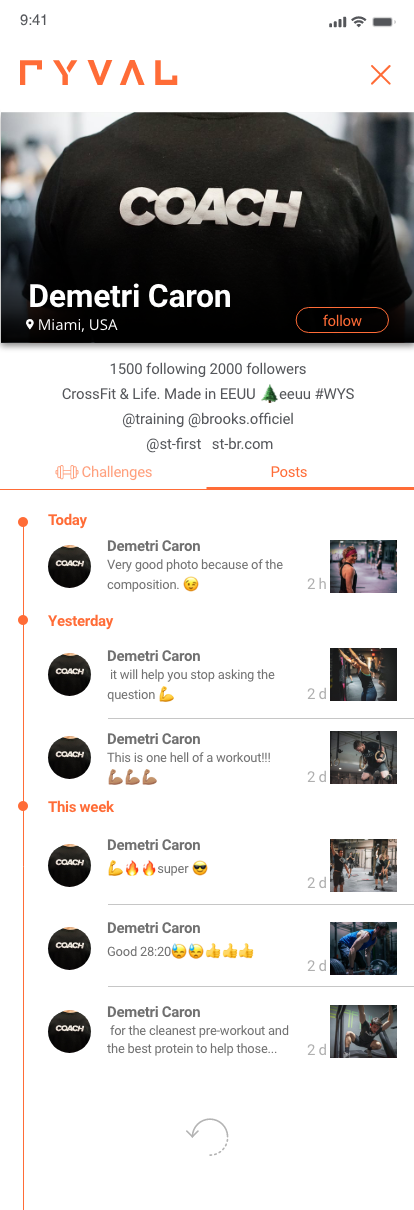 9:41
RYVAL
COACH
Demetri Caron
Miami, USA
follow
1500 following 2000 followers
CrossFit & Life. Made in EEUU 🌲eeuu #WYS
@training @brooks.officiel
@st-first st-br.com
Challenges
Posts
Today
COACH
Demetri Caron
Very good photo because of the
composition. 😉
2 h
Yesterday
COACH
Demetri Caron
it will help you stop asking the
question 💪
2 d
COACH
Demetri Caron
This is one hell of a workout!!!
💪🏽💪🏽💪🏽
2 d
This week
COACH
Demetri Caron
💪🔥🔥super 😎
2 d
COACH
Demetri Caron
Good 28:20😓😓👍👍👍
2 d
COACH
Demetri Caron
for the cleanest pre-workout and
the best protein to help those...
2 d